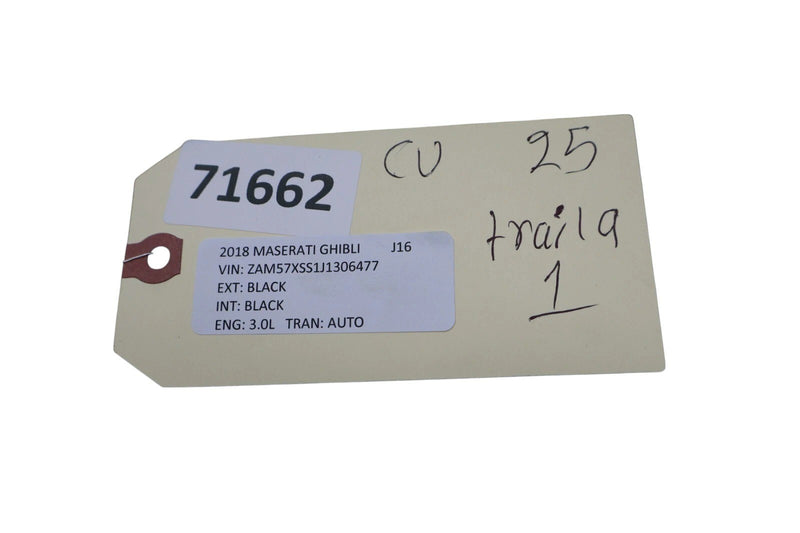 71662
CU 25
traila
1
2018 MASERATI GHIBLI J16
VIN: ZAM57XSS1J1306477
EXT: BLACK
INT: BLACK
ENG: 3.0L TRAN: AUTO